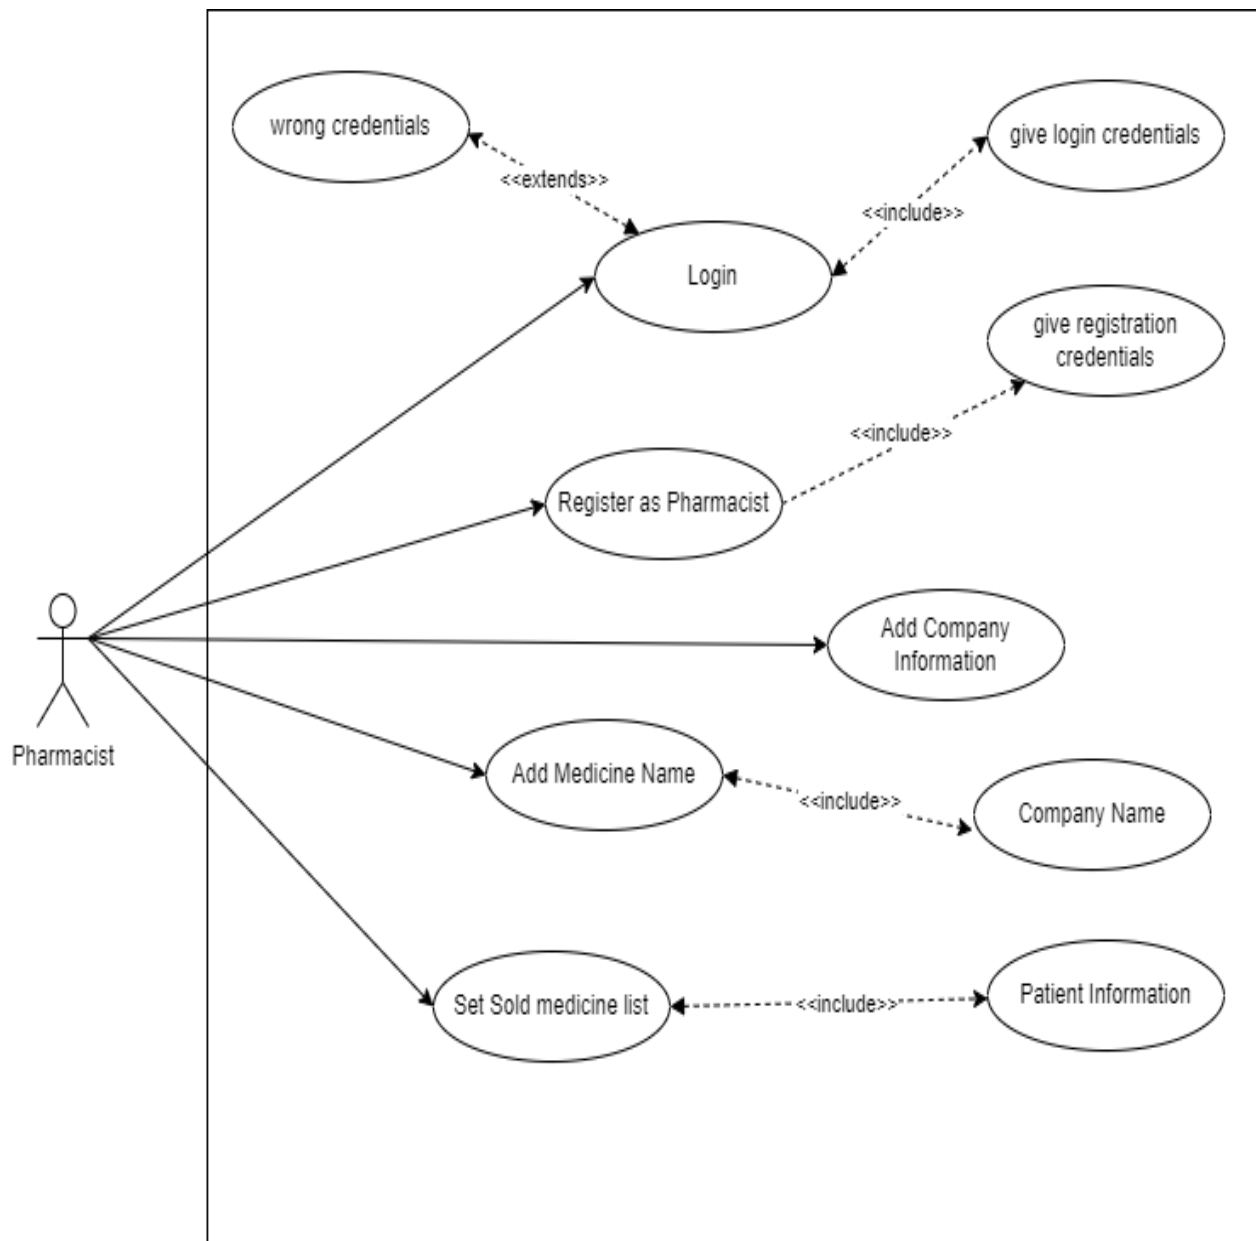 wrong credentials
give login credentials
<<extends>>
<<include>>
Login
give registration
credentials
<<include>>
Register as Pharmacist
Add Company
Information
Pharmacist
Add Medicine Name
<<include>>
Company Name
Set Sold medicine list
<<include>>
Patient Information